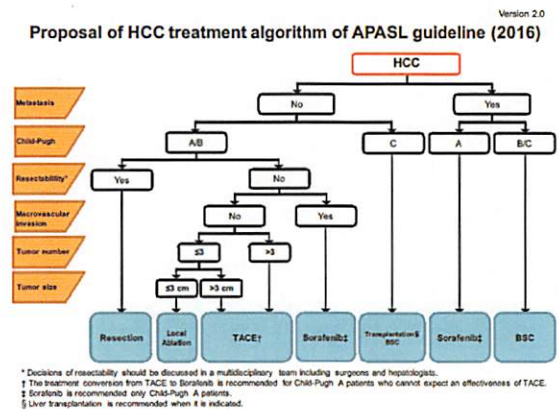 Version 2.0
Proposal of HCC treatment algorithm of APASL guideline (2016)
HCC
Metastasis
No
Yes
Child-Pugh
A/B
C
A
B/C
Resectability*
Yes
No
Macrovascular invasion
No
Yes
Tumor number
≤3
>3
Tumor size
≤3 cm
>3 cm
Resection
Local
Ablation
TACE†
Sorafenib‡
Transplantation§
BSC
Sorafenib‡
BSC
* Decisions of resectability should be discussed in a multidisciplinary team including surgeons and hepatologists.
† The treatment conversion from TACE to Sorafenib is recommended for Child-Pugh A patients who cannot expect an effectiveness of TACE.
‡ Sorafenib is recommended only Child-Pugh A patients.
§ Liver transplantation is recommended when it is indicated.